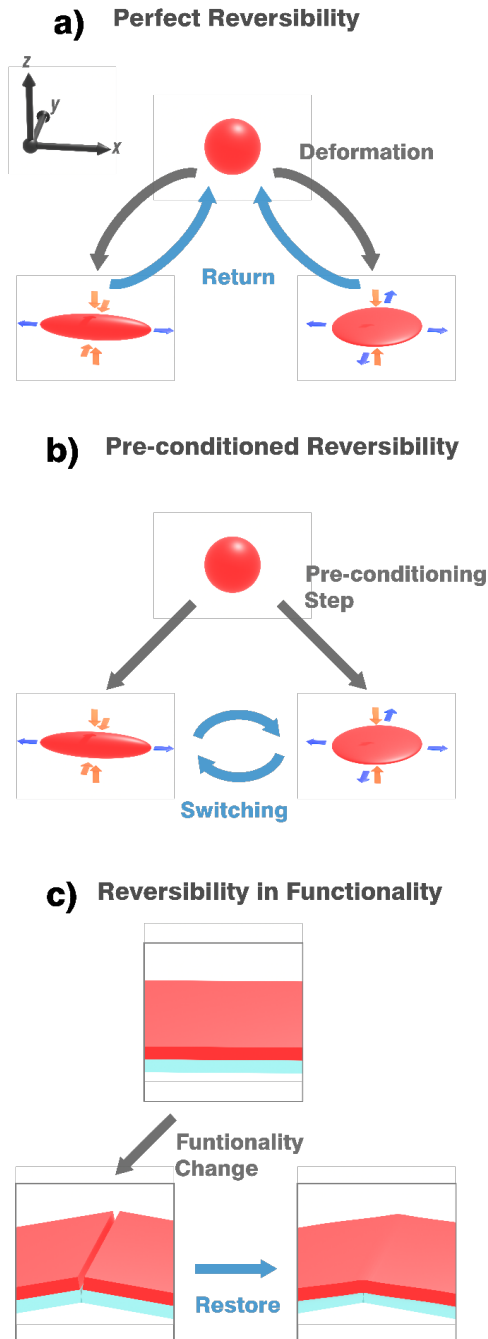 a) Perfect Reversibility
z
y
x
Deformation
Return
b) Pre-conditioned Reversibility
Pre-conditioning
Step
Switching
c) Reversibility in Functionality
Funtionality
Change
Restore